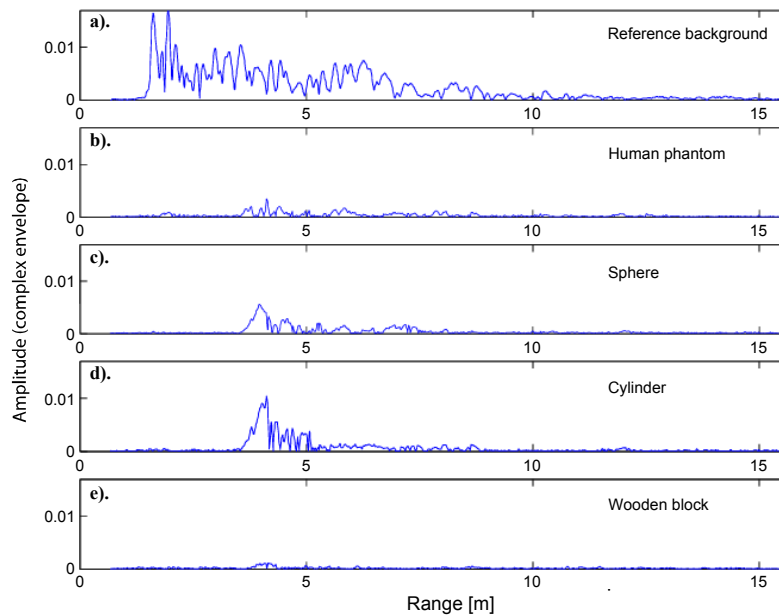 a).
Reference background
0.01
0
0 5 10 15
b).
Human phantom
0.01
0
0 5 10 15
c).
Sphere
0.01
0
0 5 10 15
d).
Cylinder
0.01
0
0 5 10 15
e).
Wooden block
0.01
0
0 5 10 15
Range [m]
Amplitude (complex envelope)